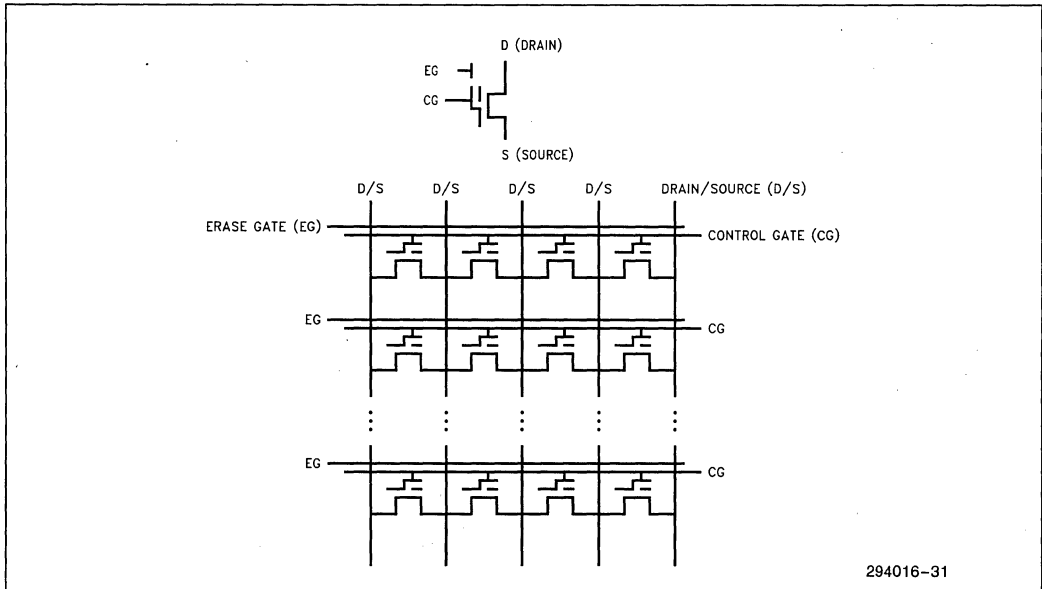 D (DRAIN)
EG
CG
S (SOURCE)
D/S D/S D/S D/S DRAIN/SOURCE (D/S)
ERASE GATE (EG)
CONTROL GATE (CG)
EG
CG
EG
CG
294016-31